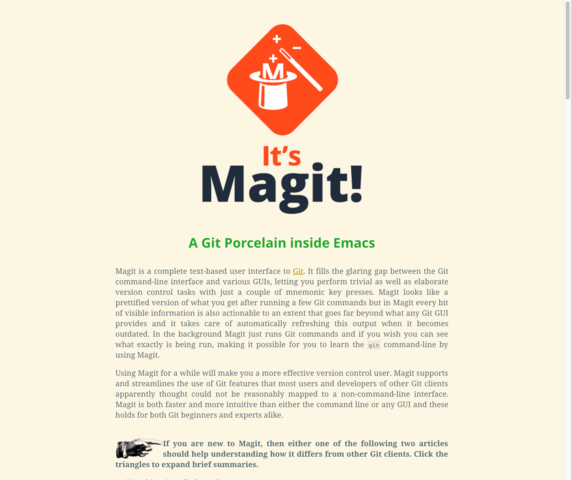 M
It's
Magit!
A Git Porcelain inside Emacs
Magit is a complete text-based user interface to Git. It fills the glaring gap between the Git
command-line interface and various GUIs, letting you perform trivial as well as elaborate
version control tasks with just a couple of mnemonic key presses. Magit looks like a
prettified version of what you get after running a few Git commands but in Magit every bit
of visible information is also actionable to an extent that goes far beyond what any Git GUI
provides and it takes care of automatically refreshing this output when it becomes
outdated. In the background Magit just runs Git commands and if you wish you can see
what exactly is being run, making it possible for you to learn the git command-line by
using Magit.
Using Magit for a while will make you a more effective version control user. Magit supports
and streamlines the use of Git features that most users and developers of other Git clients
apparently thought could not be reasonably mapped to a non-command-line interface.
Magit is both faster and more intuitive than either the command line or any GUI and these
holds for both Git beginners and experts alike.
If you are new to Magit, then either one of the following two articles
should help understanding how it differs from other Git clients. Click the
triangles to expand brief summaries.